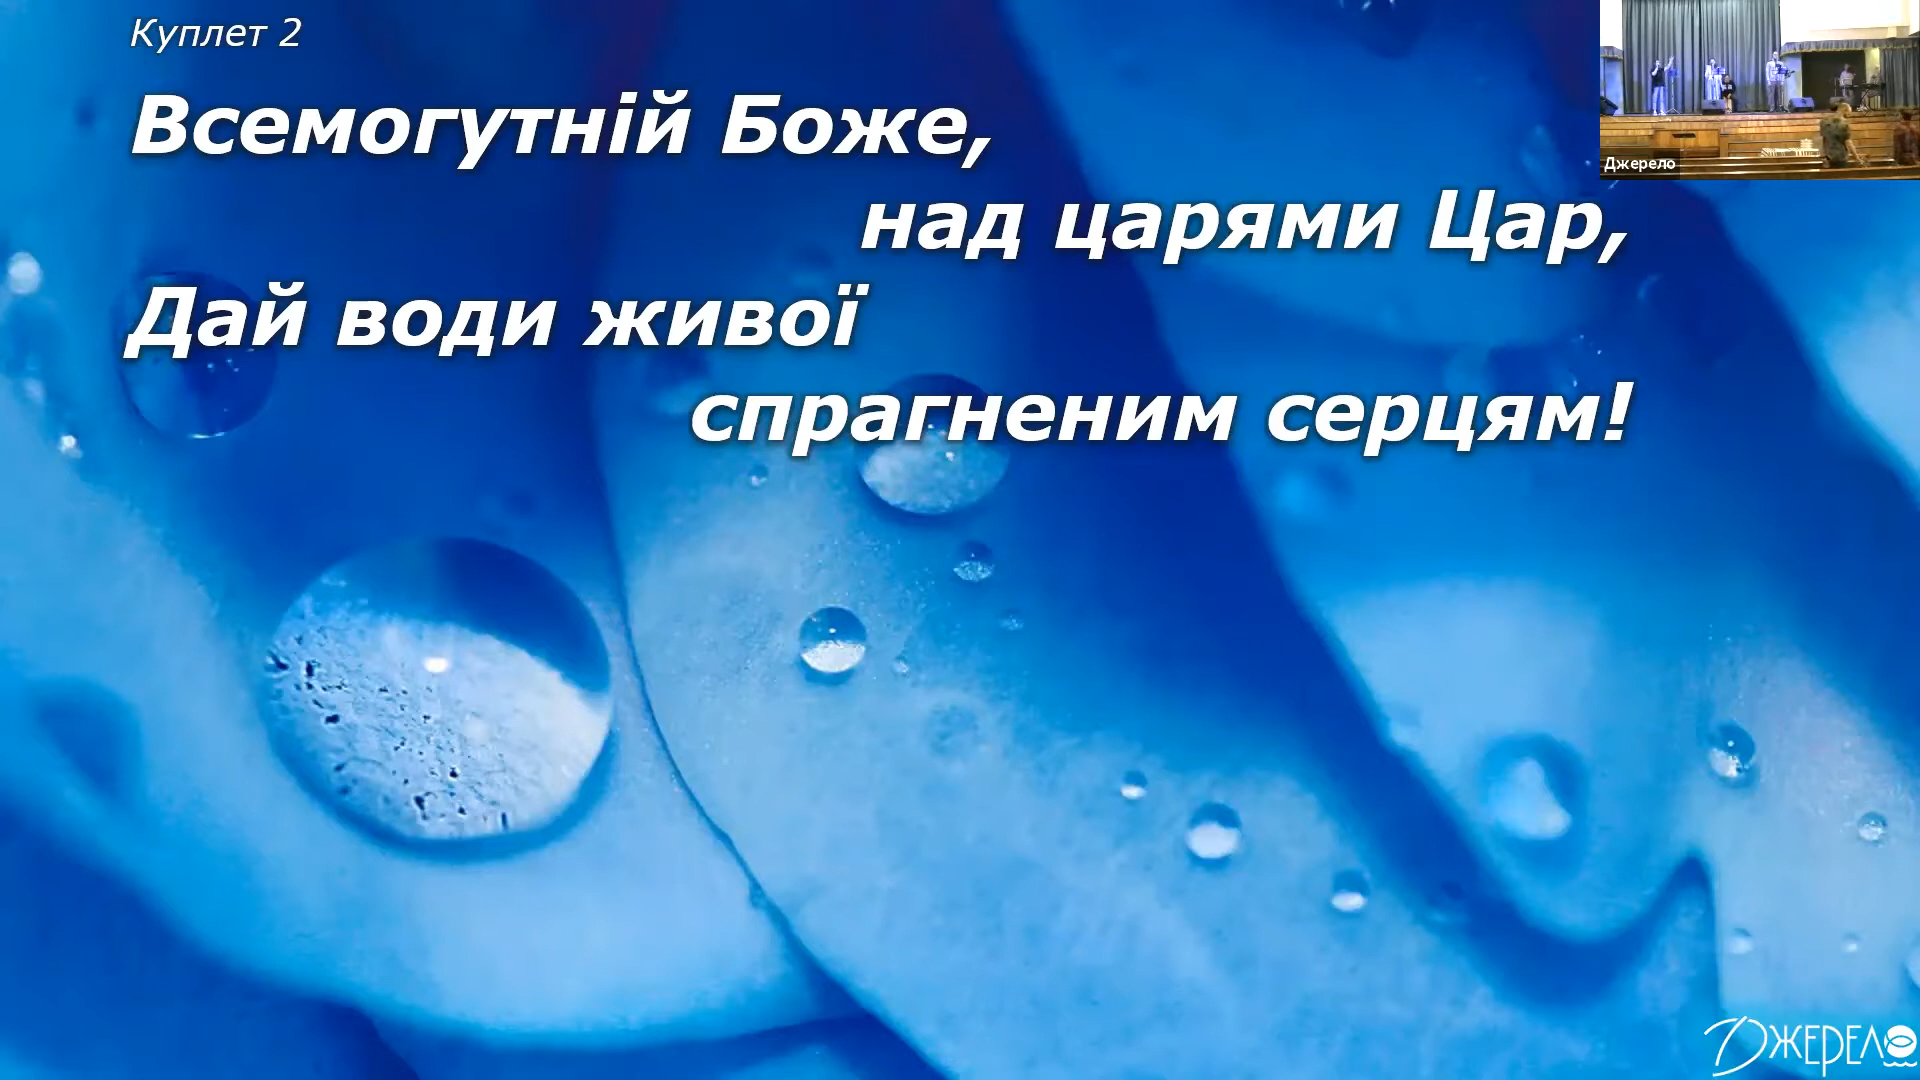 Куплет 2
Всемогутній Боже,
над царями Цар,
Дай води живої
спрагненим серцям!
Джерело
ДЖЕРЕЛО